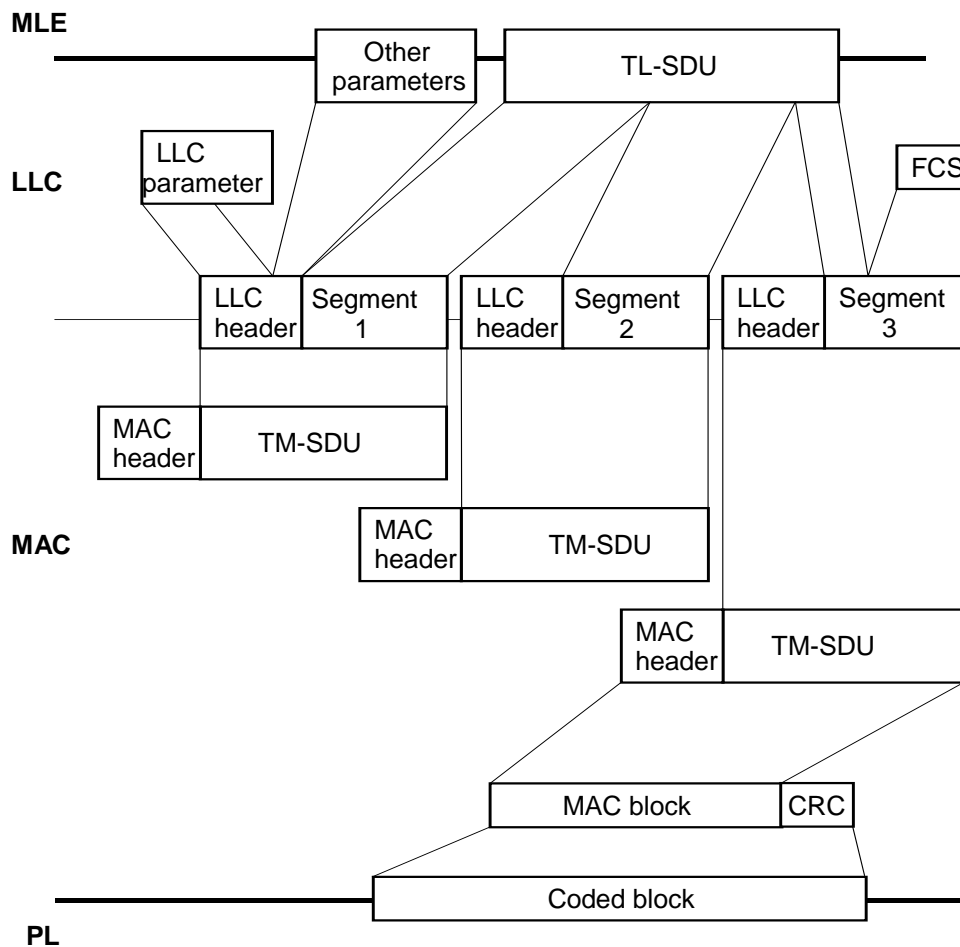 MLE
Other
parameters
TL-SDU
LLC
LLC
parameter
FCS
LLC
header
Segment
1
LLC
header
Segment
2
LLC
header
Segment
3
MAC
header
TM-SDU
MAC
MAC
header
TM-SDU
MAC
header
TM-SDU
MAC block
CRC
Coded block
PL